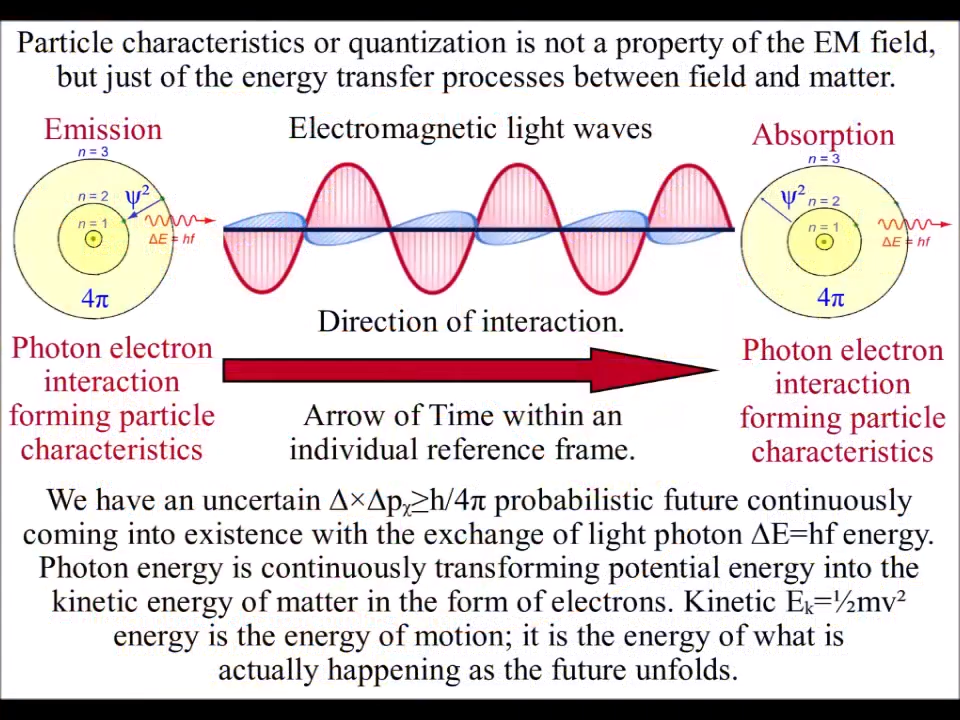 Particle characteristics or quantization is not a property of the EM field,
but just of the energy transfer processes between field and matter.
Emission
Electromagnetic light waves
Absorption
n = 3
n = 2
ψ²
n = 1
ΔE = hf
4π
n = 3
ψ²
n = 2
n = 1
ΔE = hf
4π
Direction of interaction.
Photon electron
interaction
forming particle
characteristics
Arrow of Time within an
individual reference frame.
Photon electron
interaction
forming particle
characteristics
We have an uncertain Δ×Δpᵪ≥h/4π probabilistic future continuously
coming into existence with the exchange of light photon ΔE=hf energy.
Photon energy is continuously transforming potential energy into the
kinetic energy of matter in the form of electrons. Kinetic Eₖ=½mv²
energy is the energy of motion; it is the energy of what is
actually happening as the future unfolds.